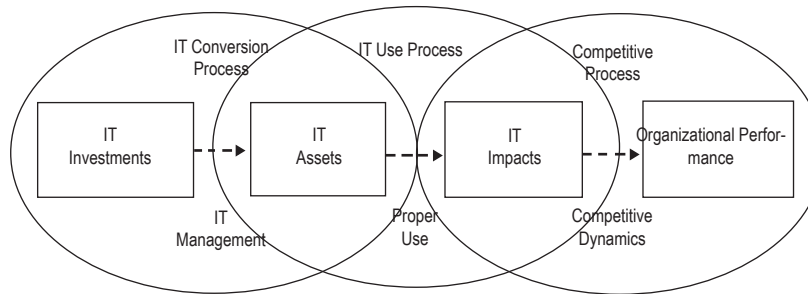 IT Conversion
Process
IT Use Process
Competitive
Process
IT
Investments
IT
Assets
IT
Impacts
Organizational Perfor-
mance
IT
Management
Proper
Use
Competitive
Dynamics